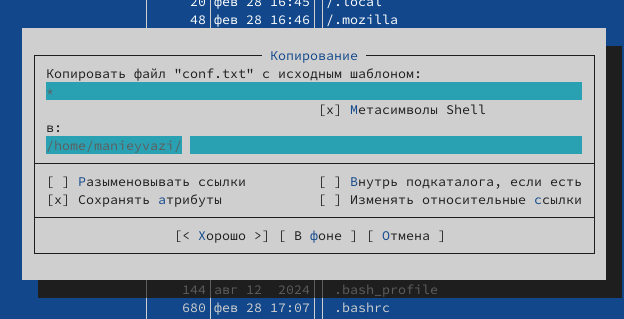 20 фев 28 16:45 /.local
48 фев 28 16:46 /.mozilla
Копирование
Копировать файл "conf.txt" с исходным шаблоном:
*
[x] Метасимволы Shell
в:
/home/manieyvazi/
[ ] Разыменовывать ссылки [ ] Внутрь подкаталога, если есть
[x] Сохранять атрибуты [ ] Изменять относительные ссылки
[< Хорошо >] [ В фоне ] [ Отмена ]
144 авг 12 2024 .bash_profile
680 фев 28 17:07 .bashrc